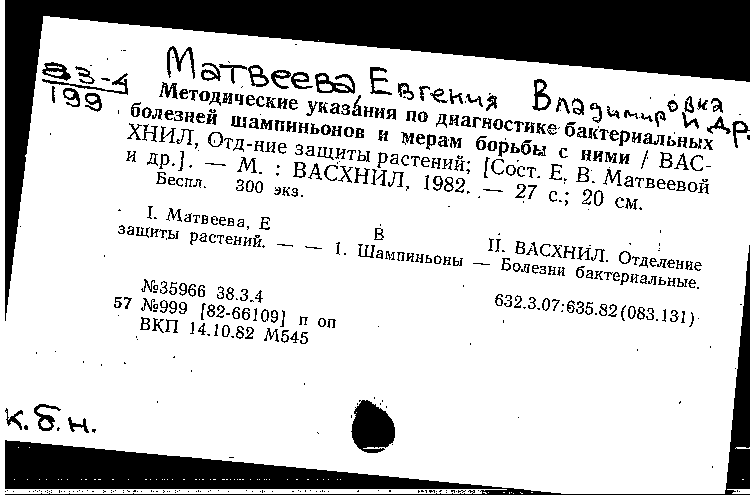 Матвеева, Евгения Владимировна и др.
83-4
199
Методические указания по диагностике бактериальных
болезней шампиньонов и мерам борьбы с ними / ВАС-
ХНИЛ, Отд-ние защиты растений; [Сост. Е. В. Матвеевой
и др.]. — М. : ВАСХНИЛ, 1982. — 27 с.; 20 см.
Беспл. 300 экз.
I. Матвеева, Е В II. ВАСХНИЛ. Отделение
защиты растений. — — 1. Шампиньоны — Болезни бактериальные.
№35966 38.3.4 632.3.07:635.82(083.131)
57 №999 [82-66109] п оп
ВКП 14.10.82 М545
к.б.н.